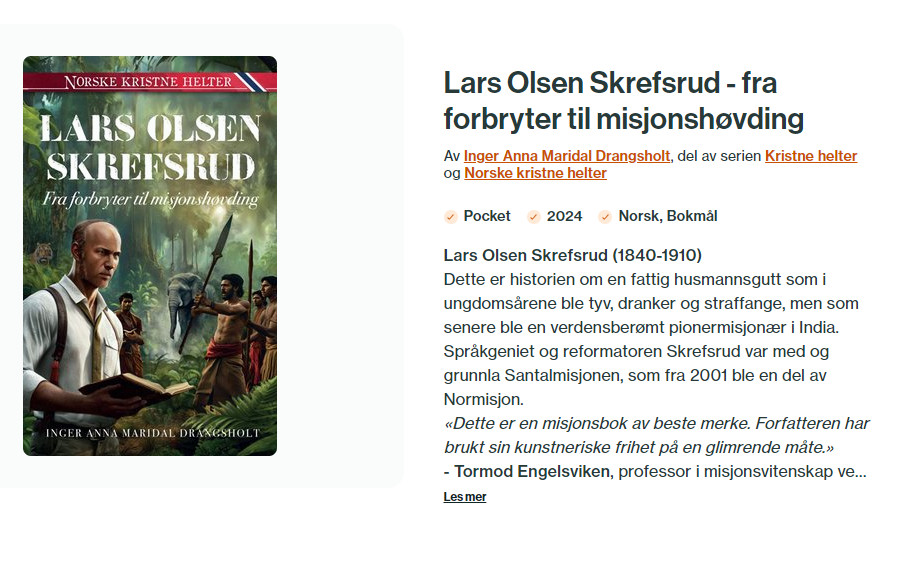 NORSKE KRISTNE HELTER
LARS OLSEN
SKREFSRUD
Fra forbryter til misjonshøvding
INGER ANNA MARIDAL DRANGSHOLT
Lars Olsen Skrefsrud - fra
forbryter til misjonshøvding
Av Inger Anna Maridal Drangsholt, del av serien Kristne helter
og Norske kristne helter
Pocket 2024 Norsk, Bokmål
Lars Olsen Skrefsrud (1840-1910)
Dette er historien om en fattig husmannsgutt som i
ungdomsårene ble tyv, dranker og straffange, men som
senere ble en verdensberømt pionermisjonær i India.
Språkgeniet og reformatoren Skrefsrud var med og
grunnla Santalmisjonen, som fra 2001 ble en del av
Normisjon.
«Dette er en misjonsbok av beste merke. Forfatteren har
brukt sin kunstneriske frihet på en glimrende måte.»
- Tormod Engelsviken, professor i misjonsvitenskap ve...
Les mer